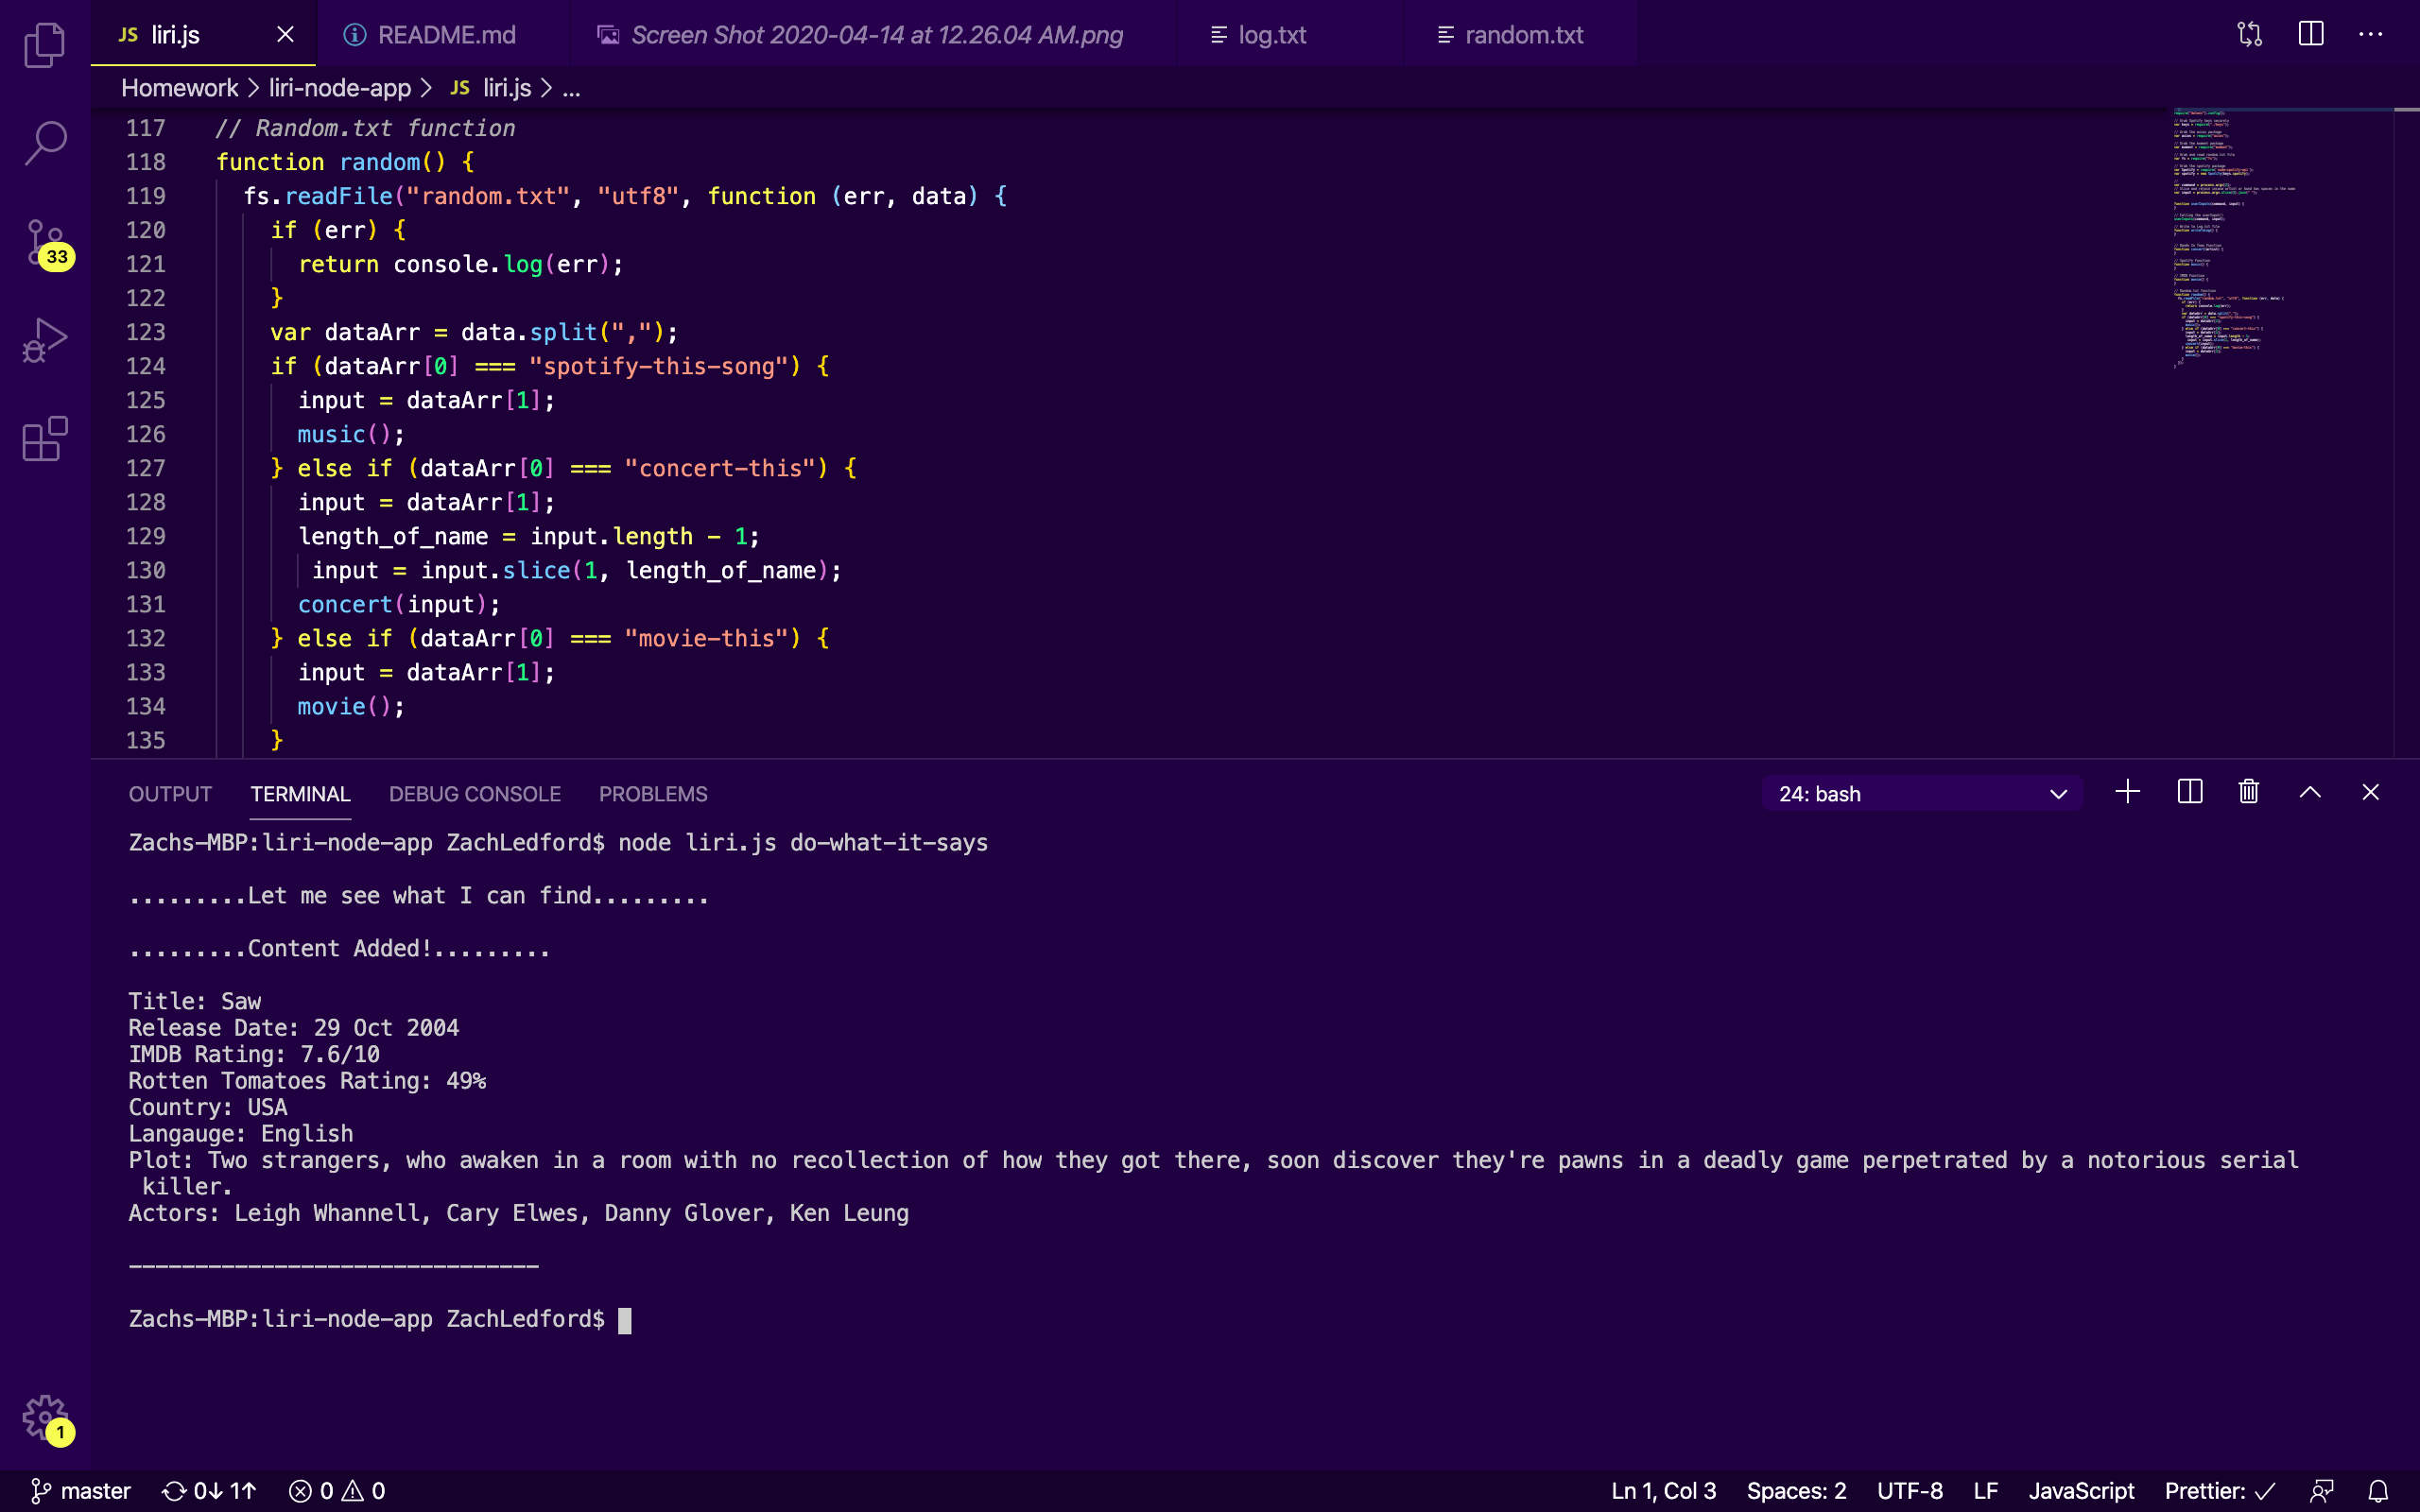 JS liri.js
README.md
Screen Shot 2020-04-14 at 12.26.04 AM.png
log.txt
random.txt
Homework > liri-node-app > JS liri.js > ...
117 // Random.txt function
118 function random() {
119 fs.readFile("random.txt", "utf8", function (err, data) {
120 if (err) {
121 return console.log(err);
122 }
123 var dataArr = data.split(",");
124 if (dataArr[0] === "spotify-this-song") {
125 input = dataArr[1];
126 music();
127 } else if (dataArr[0] === "concert-this") {
128 input = dataArr[1];
129 length_of_name = input.length - 1;
130 input = input.slice(1, length_of_name);
131 concert(input);
132 } else if (dataArr[0] === "movie-this") {
133 input = dataArr[1];
134 movie();
135 }
33
OUTPUT TERMINAL DEBUG CONSOLE PROBLEMS 24: bash
Zachs-MBP:liri-node-app ZachLedford$ node liri.js do-what-it-says
.........Let me see what I can find.........
.........Content Added!.........
Title: Saw
Release Date: 29 Oct 2004
IMDB Rating: 7.6/10
Rotten Tomatoes Rating: 49%
Country: USA
Langauge: English
Plot: Two strangers, who awaken in a room with no recollection of how they got there, soon discover they're pawns in a deadly game perpetrated by a notorious serial
killer.
Actors: Leigh Whannell, Cary Elwes, Danny Glover, Ken Leung
-------------------------------
Zachs-MBP:liri-node-app ZachLedford$
1
master 0↓ 1↑ 0 0 Ln 1, Col 3 Spaces: 2 UTF-8 LF JavaScript Prettier: ✓